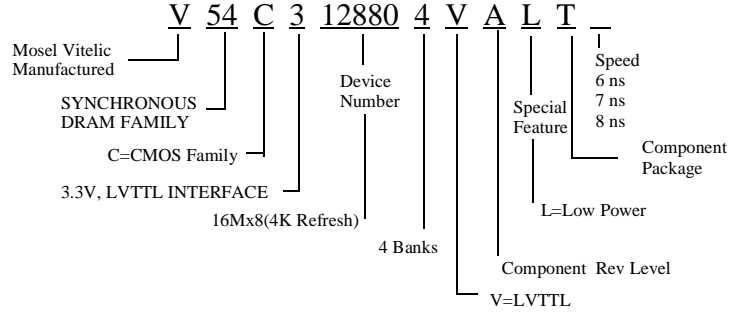 V 54 C 3 12880 4 V A L T
Mosel Vitelic
Manufactured
SYNCHRONOUS
DRAM FAMILY
C=CMOS Family
3.3V, LVTTL INTERFACE
Device
Number
16Mx8(4K Refresh)
4 Banks
Special
Feature
Speed
6 ns
7 ns
8 ns
Component
Package
L=Low Power
Component Rev Level
V=LVTTL